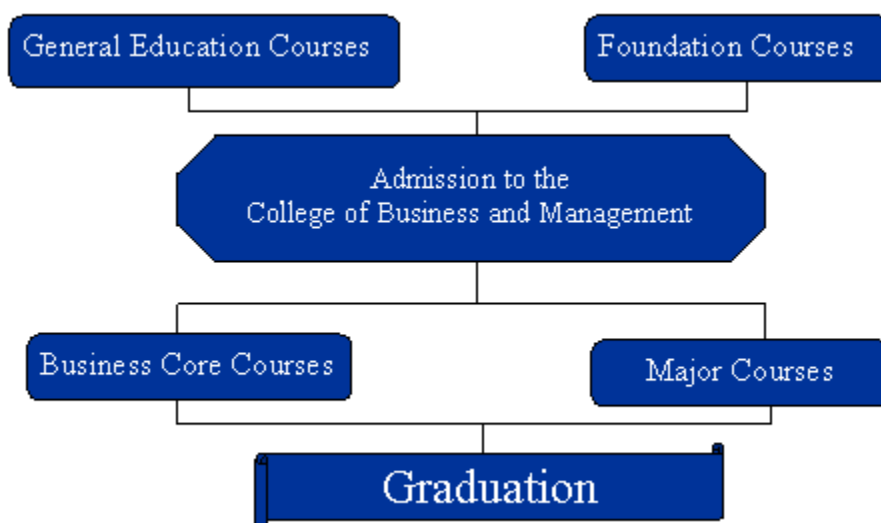 General Education Courses
Foundation Courses
Admission to the
College of Business and Management
Business Core Courses
Major Courses
Graduation